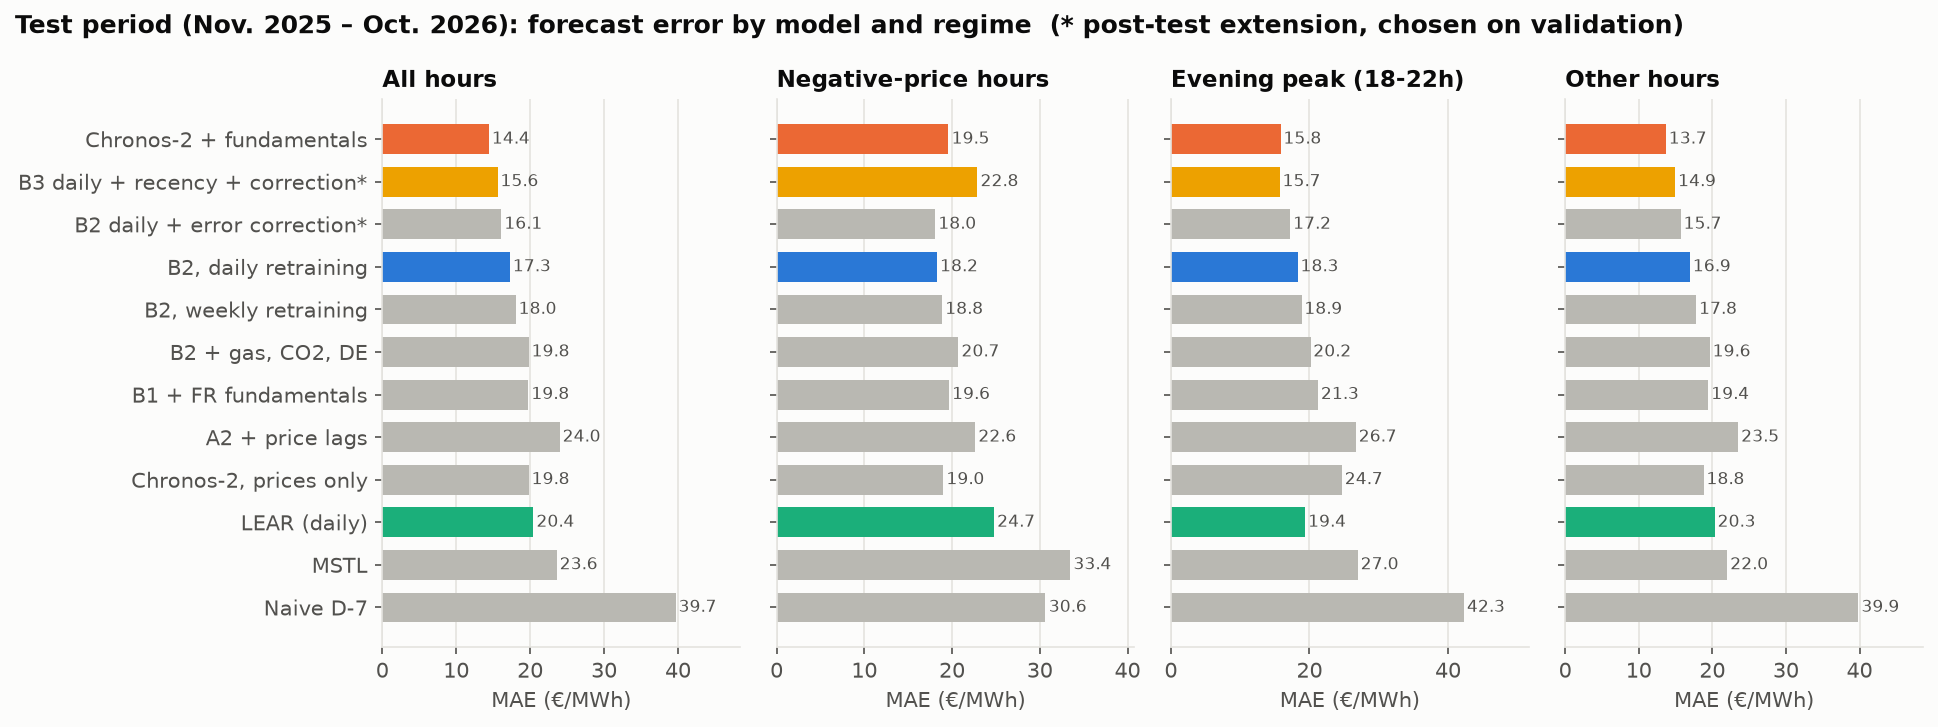 Test period (Nov. 2025 – Oct. 2026): forecast error by model and regime  (* post-test extension, chosen on validation)
All hours
Negative-price hours
Evening peak (18-22h)
Other hours
Chronos-2 + fundamentals 14.4 19.5 15.8 13.7
B3 daily + recency + correction* 15.6 22.8 15.7 14.9
B2 daily + error correction* 16.1 18.0 17.2 15.7
B2, daily retraining 17.3 18.2 18.3 16.9
B2, weekly retraining 18.0 18.8 18.9 17.8
B2 + gas, CO2, DE 19.8 20.7 20.2 19.6
B1 + FR fundamentals 19.8 19.6 21.3 19.4
A2 + price lags 24.0 22.6 26.7 23.5
Chronos-2, prices only 19.8 19.0 24.7 18.8
LEAR (daily) 20.4 24.7 19.4 20.3
MSTL 23.6 33.4 27.0 22.0
Naive D-7 39.7 30.6 42.3 39.9
0 10 20 30 40 0 10 20 30 40 0 20 40 0 10 20 30 40
MAE (€/MWh) MAE (€/MWh) MAE (€/MWh) MAE (€/MWh)